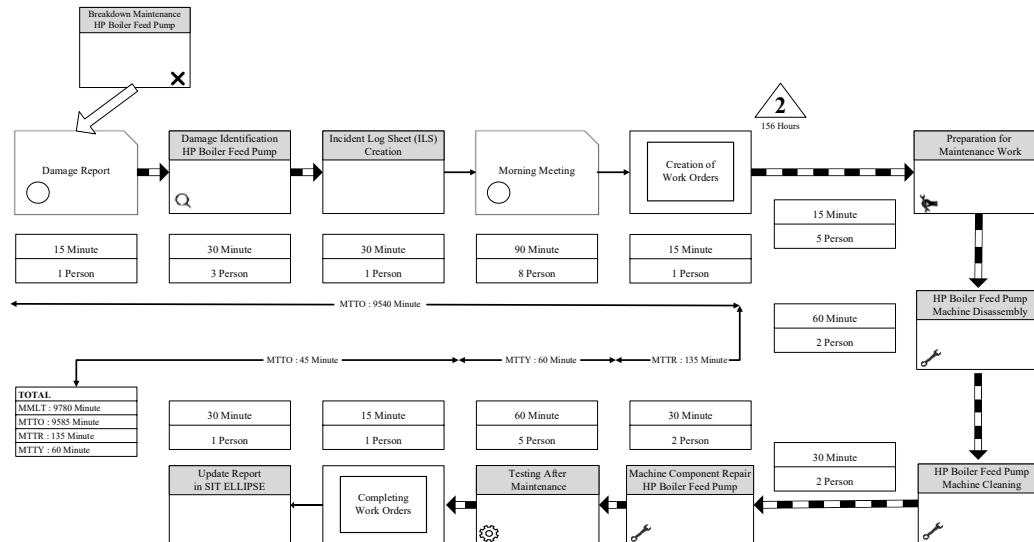 Breakdown Maintenance
HP Boiler Feed Pump
2
156 Hours
Damage Report
Damage Identification
HP Boiler Feed Pump
Incident Log Sheet (ILS)
Creation
Morning Meeting
Creation of
Work Orders
Preparation for
Maintenance Work
15 Minute
1 Person
30 Minute
3 Person
30 Minute
1 Person
90 Minute
8 Person
15 Minute
1 Person
15 Minute
5 Person
MTTO : 9540 Minute
HP Boiler Feed Pump
Machine Disassembly
60 Minute
2 Person
MTTO : 45 Minute
MTTY : 60 Minute
MTTR : 135 Minute
TOTAL
MMLT : 9780 Minute
MTTO : 9585 Minute
MTTR : 135 Minute
MTTY : 60 Minute
30 Minute
1 Person
15 Minute
1 Person
60 Minute
5 Person
30 Minute
2 Person
30 Minute
2 Person
Update Report
in SIT ELLIPSE
Completing
Work Orders
Testing After
Maintenance
Machine Component Repair
HP Boiler Feed Pump
HP Boiler Feed Pump
Machine Cleaning